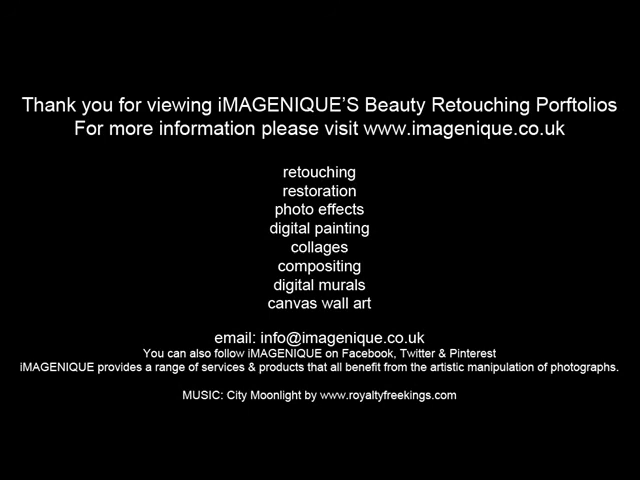 Thank you for viewing iMAGENIQUE'S Beauty Retouching Porftolios
For more information please visit www.imagenique.co.uk
retouching
restoration
photo effects
digital painting
collages
compositing
digital murals
canvas wall art
email: info@imagenique.co.uk
You can also follow iMAGENIQUE on Facebook, Twitter & Pinterest
iMAGENIQUE provides a range of services & products that all benefit from the artistic manipulation of photographs.
MUSIC: City Moonlight by www.royaltyfreekings.com